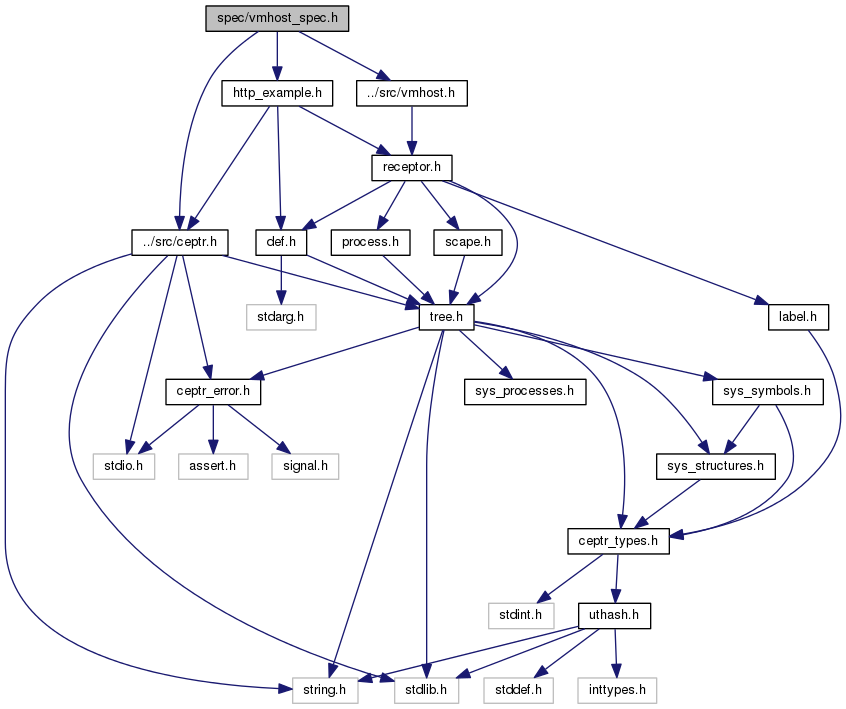 spec/vmhost_spec.h
http_example.h
../src/vmhost.h
receptor.h
../src/ceptr.h
def.h
process.h
scape.h
stdarg.h
tree.h
label.h
ceptr_error.h
sys_processes.h
sys_symbols.h
stdio.h
assert.h
signal.h
sys_structures.h
ceptr_types.h
stdint.h
uthash.h
string.h
stdlib.h
stddef.h
inttypes.h